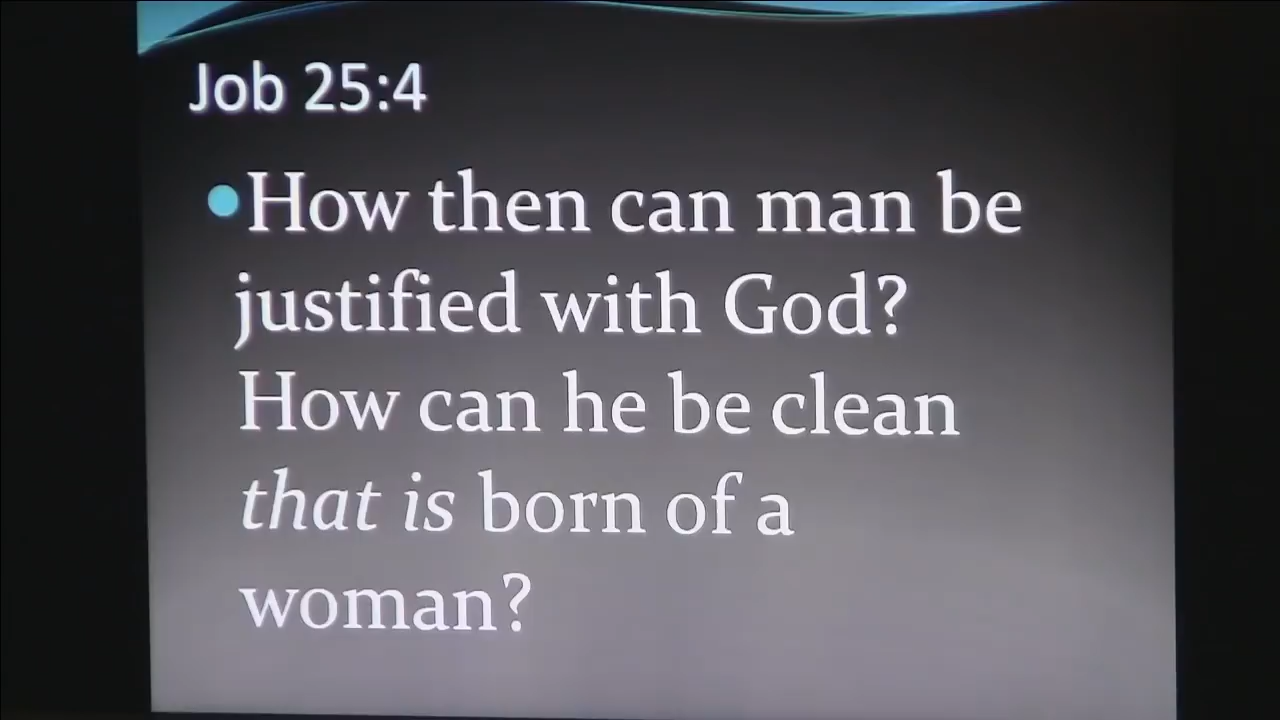 Job 25:4
•How then can man be
justified with God?
How can he be clean
that is born of a
woman?